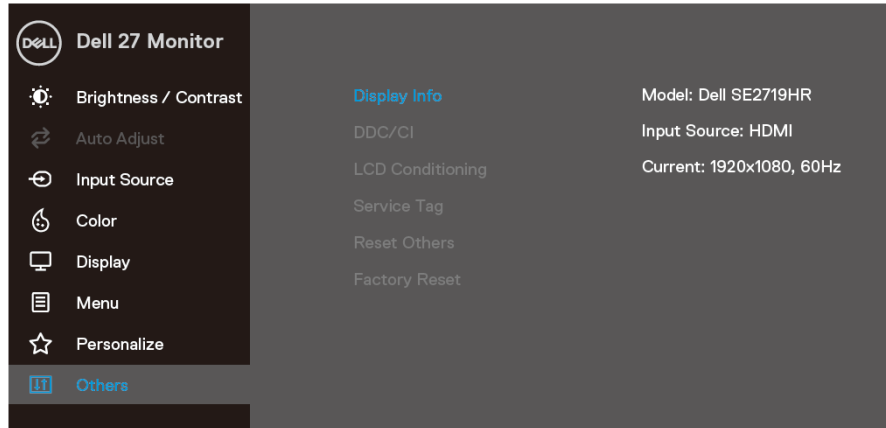 DELL
Dell 27 Monitor
Brightness / Contrast
Auto Adjust
Input Source
Color
Display
Menu
Personalize
Others
Display Info
DDC/CI
LCD Conditioning
Service Tag
Reset Others
Factory Reset
Model: Dell SE2719HR
Input Source: HDMI
Current: 1920x1080, 60Hz